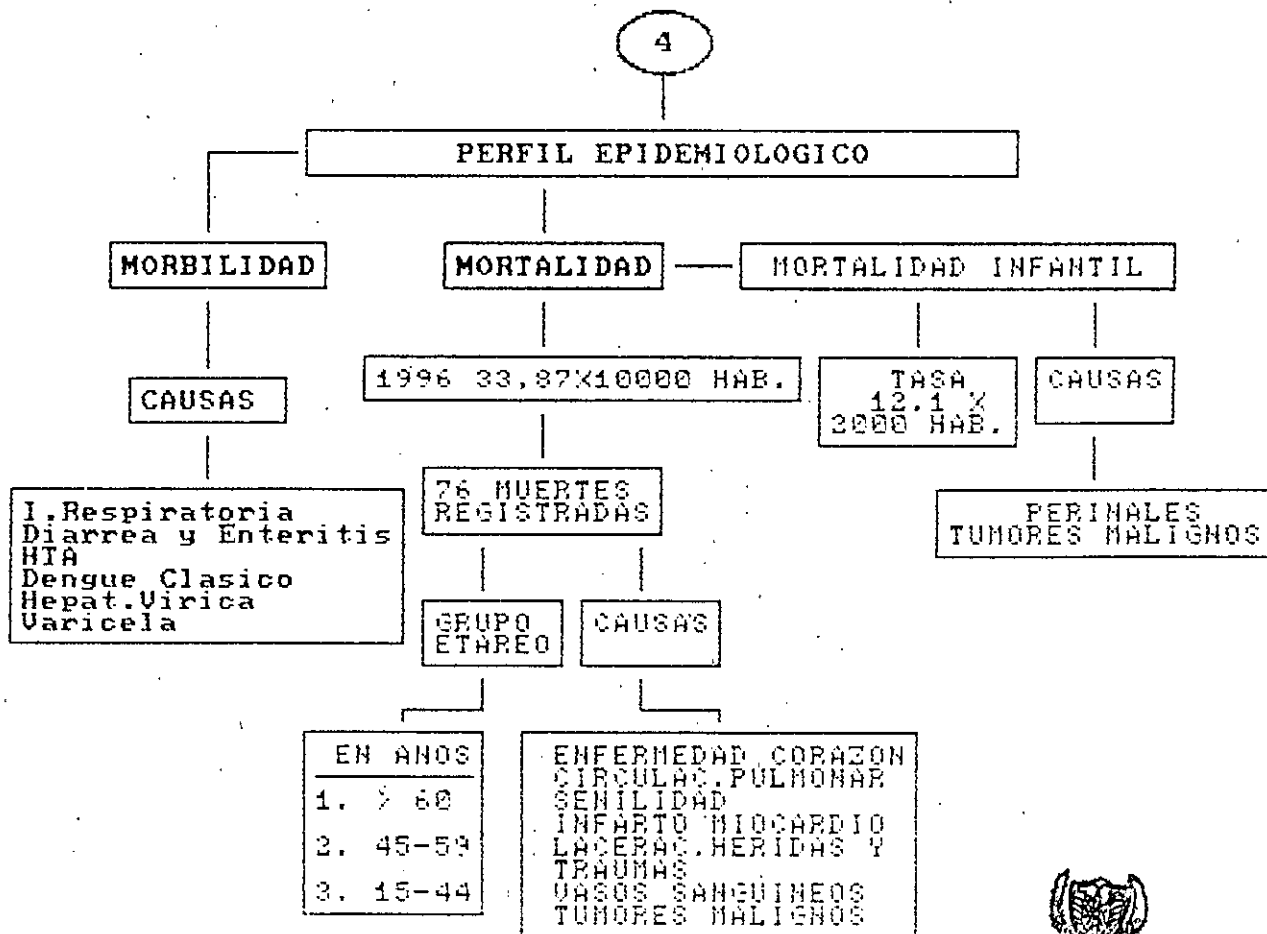 4
PERFIL EPIDEMIOLOGICO
MORBILIDAD
MORTALIDAD
MORTALIDAD INFANTIL
CAUSAS
1996 33,87%10000 HAB.
TASA
12.1 %
CAUSAS
HAB.
I.Respiratoria
Diarrea y Enteritis
HTA
Dengue Clasico
Hepat.Virica
Varicela
76 MUERTES
REGISTRADAS
PERINALES
TUMORES MALIGNOS
GRUPO
ETAREO
CAUSAS
EN ANOS
1. > 60
2. 45-59
3. 15-44
ENFERMEDAD CORAZON
CIRCULAC.PULMONAR
SENILIDAD
INFARTO MIOCARDIO
LACERAC.HERIDAS Y
TRAUMAS
VASOS SANGUINEOS
TUMORES MALIGNOS